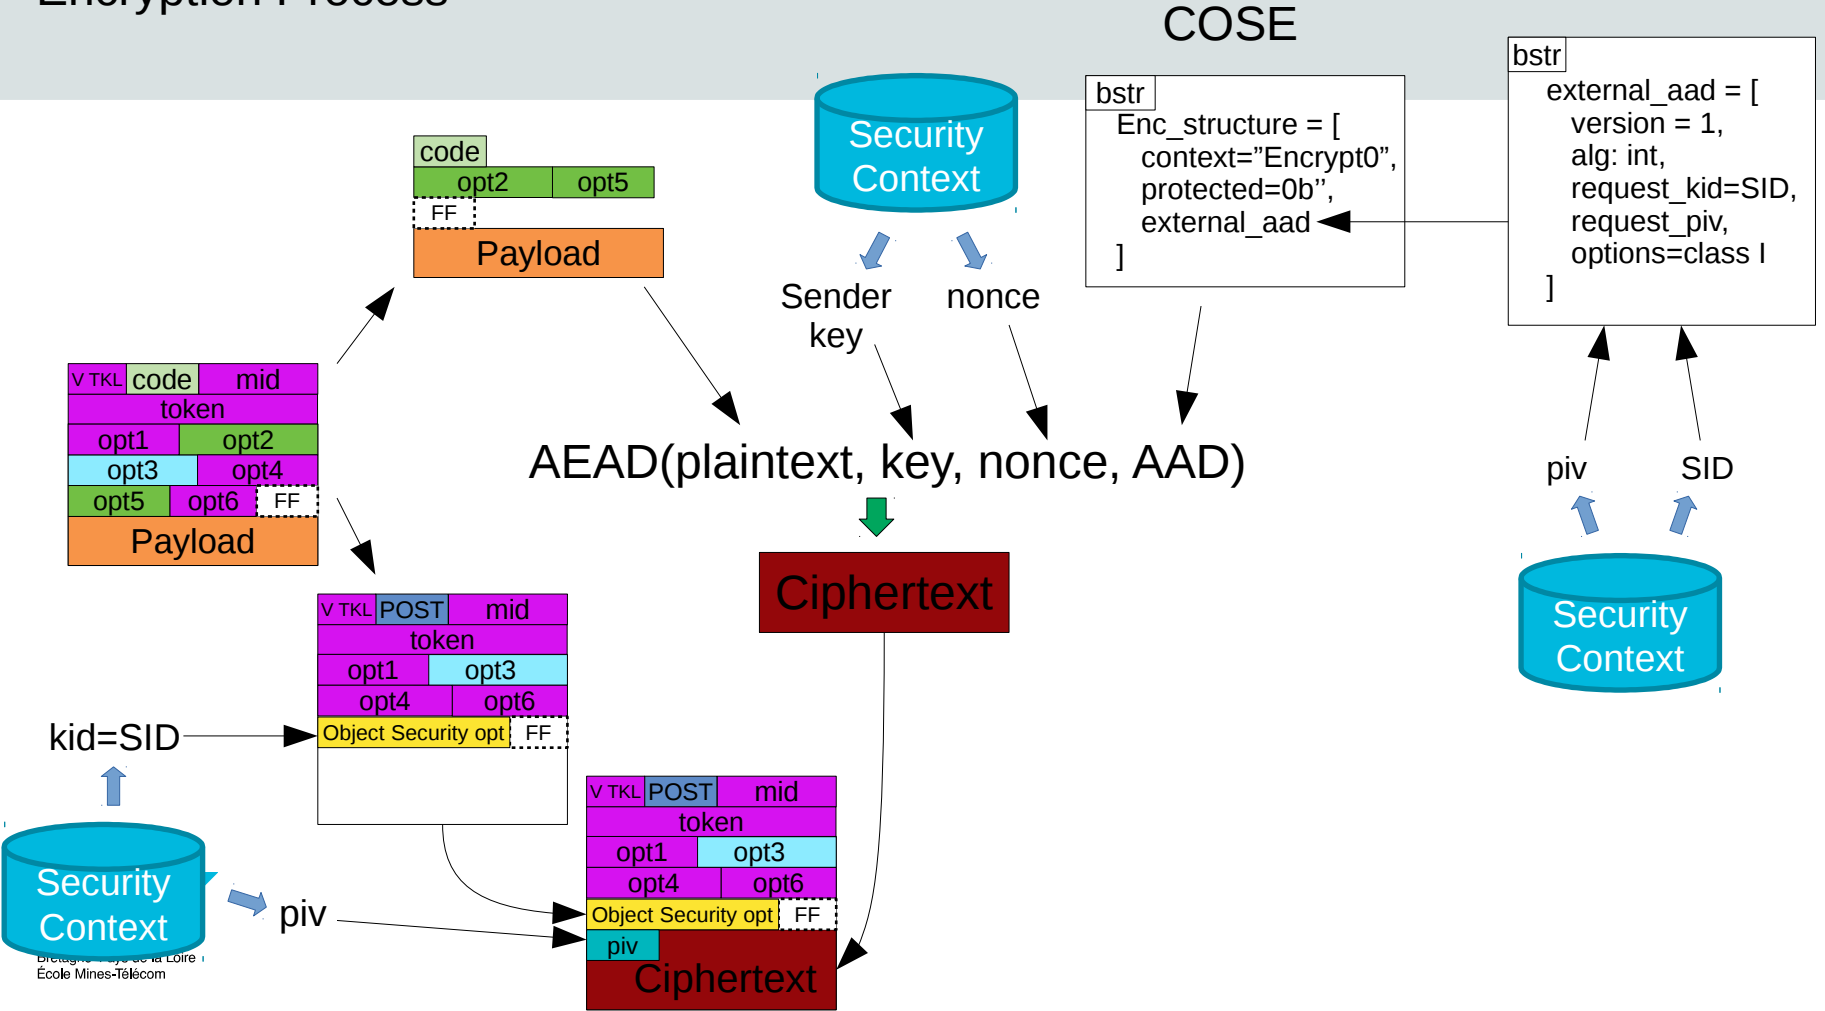 Encryption Process
COSE
bstr
external_aad = [
version = 1,
alg: int,
request_kid=SID,
request_piv,
options=class I
]
bstr
Enc_structure = [
context=”Encrypt0”,
protected=0b’’,
external_aad
]
Security
Context
Sender
key
nonce
code
opt2 opt5
FF
Payload
V TKL code mid
token
opt1 opt2
opt3 opt4
opt5 opt6 FF
Payload
AEAD(plaintext, key, nonce, AAD)
piv SID
Security
Context
Ciphertext
V TKL POST mid
token
opt1 opt3
opt4 opt6
Object Security opt FF
kid=SID
Security
Context
piv
V TKL POST mid
token
opt1 opt3
opt4 opt6
Object Security opt FF
piv
Ciphertext
la Loire
École Mines-Télécom